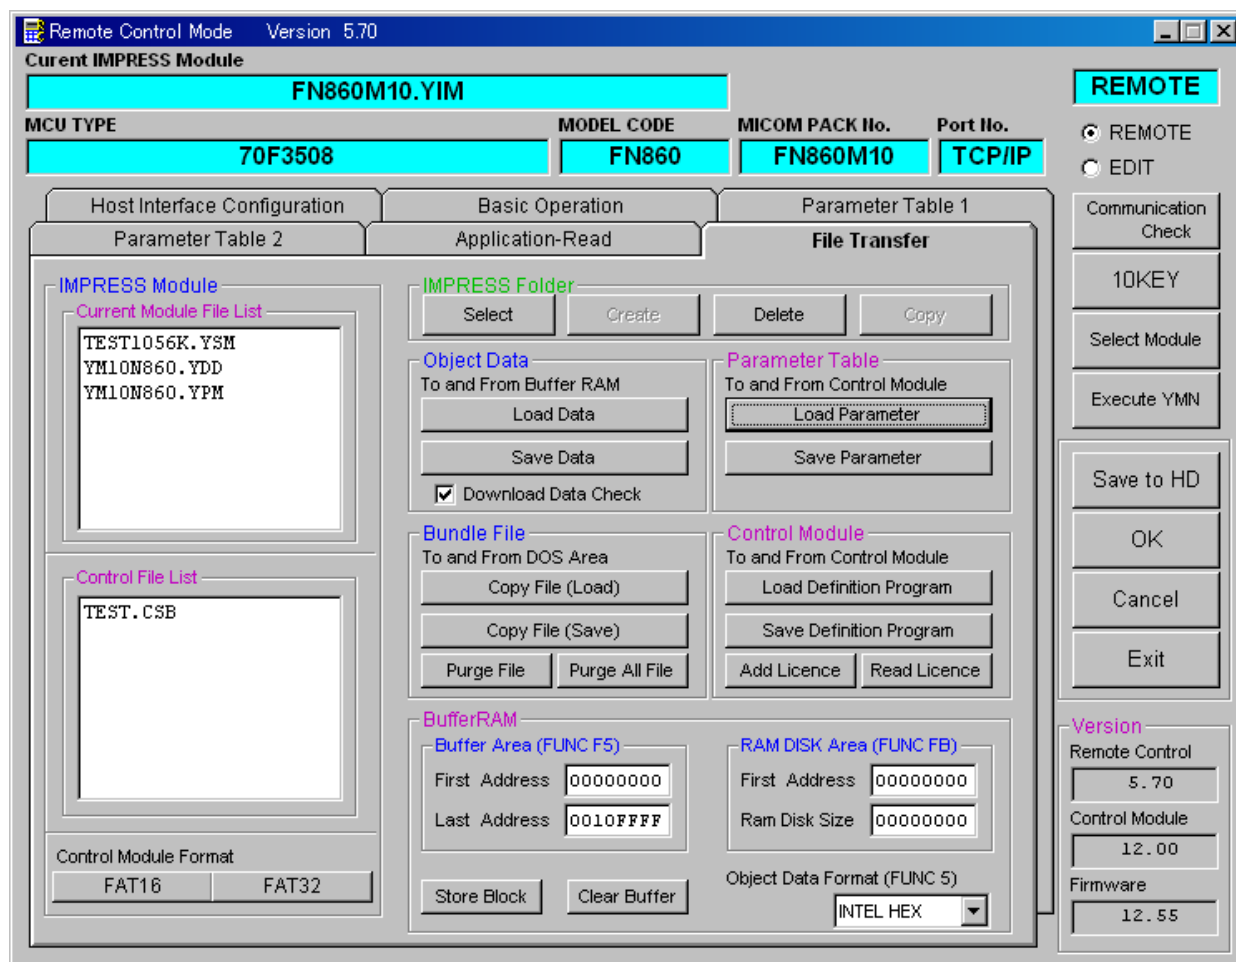 Remote Control Mode Version 5.70
Curent IMPRESS Module
FN860M10.YIM
REMOTE
MCU TYPE
MODEL CODE
MICOM PACK No.
Port No.
70F3508
FN860
FN860M10
TCP/IP
REMOTE
EDIT
Host Interface Configuration
Basic Operation
Parameter Table 1
Parameter Table 2
Application-Read
File Transfer
Communication
Check
10KEY
Select Module
Execute YMN
Save to HD
OK
Cancel
Exit
IMPRESS Module
Current Module File List
TEST1056K.YSM
YM10N860.YDD
YM10N860.YPM
Control File List
TEST.CSB
Control Module Format
FAT16
FAT32
IMPRESS Folder
Select
Create
Delete
Copy
Object Data
To and From Buffer RAM
Load Data
Save Data
Download Data Check
Parameter Table
To and From Control Module
Load Parameter
Save Parameter
Bundle File
To and From DOS Area
Copy File (Load)
Copy File (Save)
Purge File
Purge All File
Control Module
To and From Control Module
Load Definition Program
Save Definition Program
Add Licence
Read Licence
BufferRAM
Buffer Area (FUNC F5)
First Address 00000000
Last Address 0010FFFF
RAM DISK Area (FUNC FB)
First Address 00000000
Ram Disk Size 00000000
Store Block
Clear Buffer
Object Data Format (FUNC 5)
INTEL HEX
Version
Remote Control
5.70
Control Module
12.00
Firmware
12.55